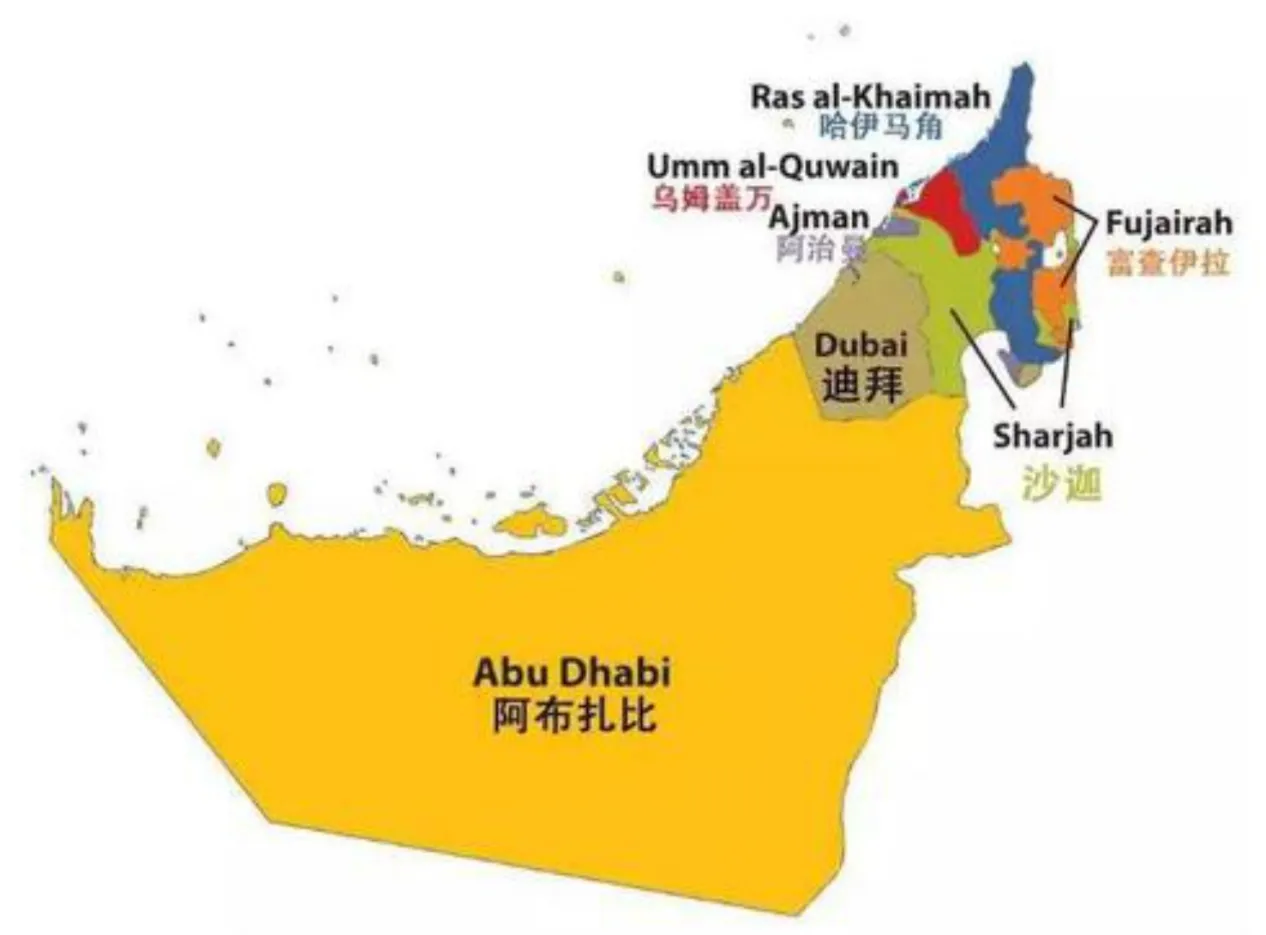 Ras al-Khaimah
哈伊马角
Umm al-Quwain
乌姆盖万
Ajman
阿治曼
Fujairah
富查伊拉
Dubai
迪拜
Sharjah
沙迦
Abu Dhabi
阿布扎比